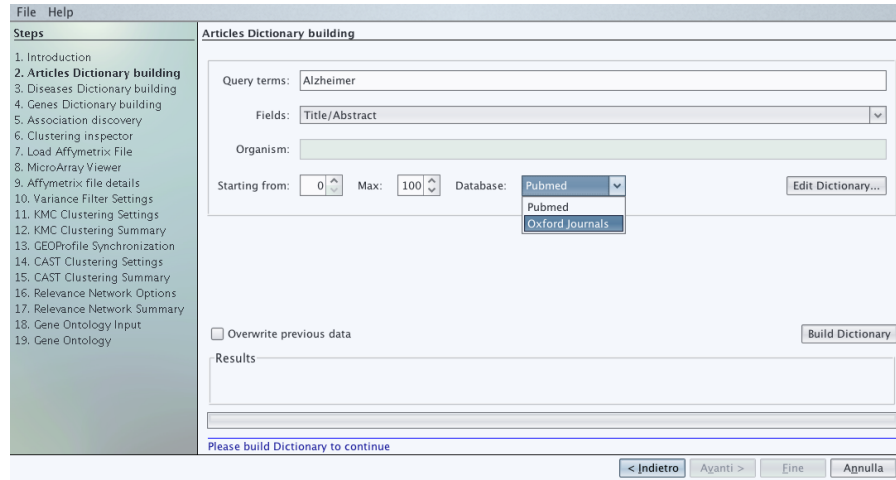 File Help
Steps
1. Introduction
2. Articles Dictionary building
3. Diseases Dictionary building
4. Genes Dictionary building
5. Association discovery
6. Clustering inspector
7. Load Affymetrix File
8. MicroArray Viewer
9. Affymetrix file details
10. Variance Filter Settings
11. KMC Clustering Settings
12. KMC Clustering Summary
13. GEOProfile Synchronization
14. CAST Clustering Settings
15. CAST Clustering Summary
16. Relevance Network Options
17. Relevance Network Summary
18. Gene Ontology Input
19. Gene Ontology
Articles Dictionary building
Query terms: Alzheimer
Fields: Title/Abstract
Organism:
Starting from: 0 Max: 100 Database: Pubmed Edit Dictionary...
Pubmed
Oxford Journals
Overwrite previous data Build Dictionary
Results
Please build Dictionary to continue
< Indietro Avanti > Fine Annulla